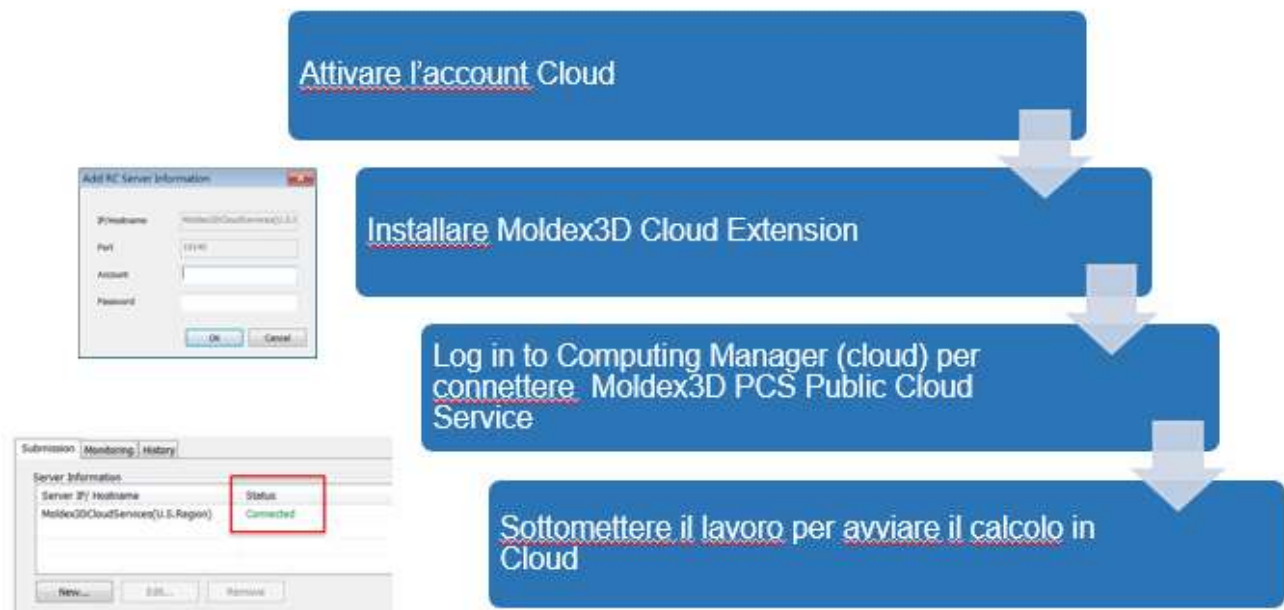 Attivare l'account Cloud
Add RC Server Information
IP/Hostname
Moldex3DCloudServices(U.S.R
Port
Account
Password
OK Cancel
Installare Moldex3D Cloud Extension
Log in to Computing Manager (cloud) per
connettere Moldex3D PCS Public Cloud
Service
Submission Monitoring History
Server Information
Server IP/ Hostname Status
Moldex3DCloudServices(U.S.Region) Connected
New... Edit... Remove
Sottomettere il lavoro per avviare il calcolo in
Cloud